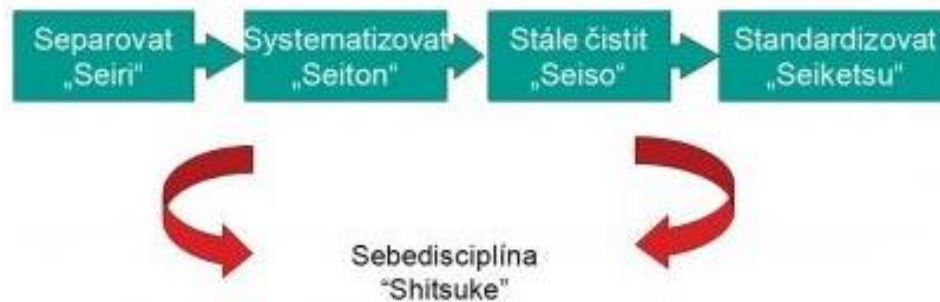 Separovat
„Seiri“
Systematizovat
„Seiton“
Stále čistit
„Seiso“
Standardizovat
„Seiketsu“
Sebedisciplína
“Shitsuke”